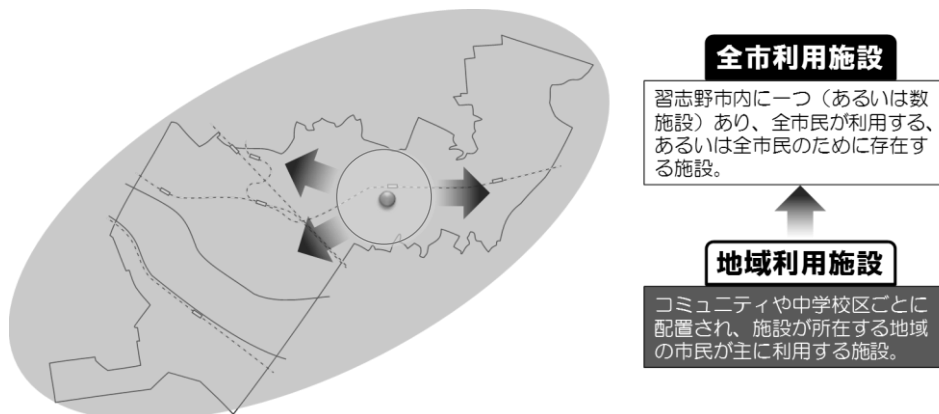 全市利用施設
習志野市内に一つ（あるいは数
施設）あり、全市民が利用する、
あるいは全市民のために存在す
る施設。
地域利用施設
コミュニティや中学校区ごとに
配置され、施設が所在する地域
の市民が主に利用する施設。